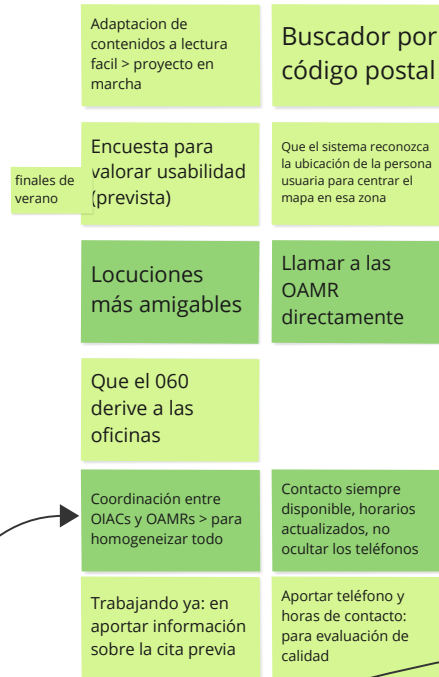 Adaptacion de
contenidos a lectura
facil > proyecto en
marcha
Buscador por
código postal
finales de
verano
Encuesta para
valorar usabilidad
(prevista)
Que el sistema reconozca
la ubicación de la persona
usuaria para centrar el
mapa en esa zona
Locuciones
más amigables
Llamar a las
OAMR
directamente
Que el 060
derive a las
oficinas
Coordinación entre
OIACs y OAMRs > para
homogeneizar todo
Contacto siempre
disponible, horarios
actualizados, no
ocultar los teléfonos
Trabajando ya: en
aportar información
sobre la cita previa
Aportar teléfono y
horas de contacto:
para evaluación de
calidad